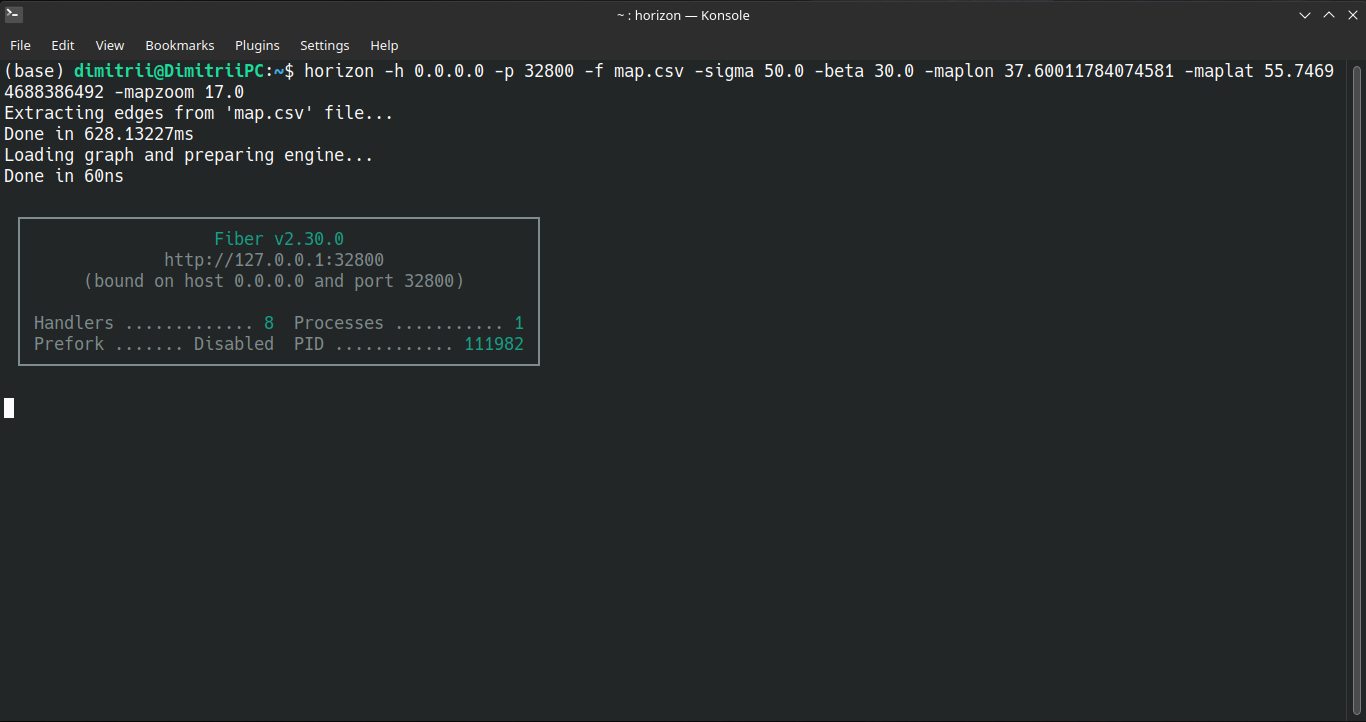 ~ : horizon — Konsole
File Edit View Bookmarks Plugins Settings Help
(base) dimitrii@DimitriiPC:~$ horizon -h 0.0.0.0 -p 32800 -f map.csv -sigma 50.0 -beta 30.0 -maplon 37.60011784074581 -maplat 55.7469
4688386492 -mapzoom 17.0
Extracting edges from 'map.csv' file...
Done in 628.13227ms
Loading graph and preparing engine...
Done in 60ns
Fiber v2.30.0
http://127.0.0.1:32800
(bound on host 0.0.0.0 and port 32800)
Handlers ............. 8 Processes ........... 1
Prefork ....... Disabled PID ............ 111982